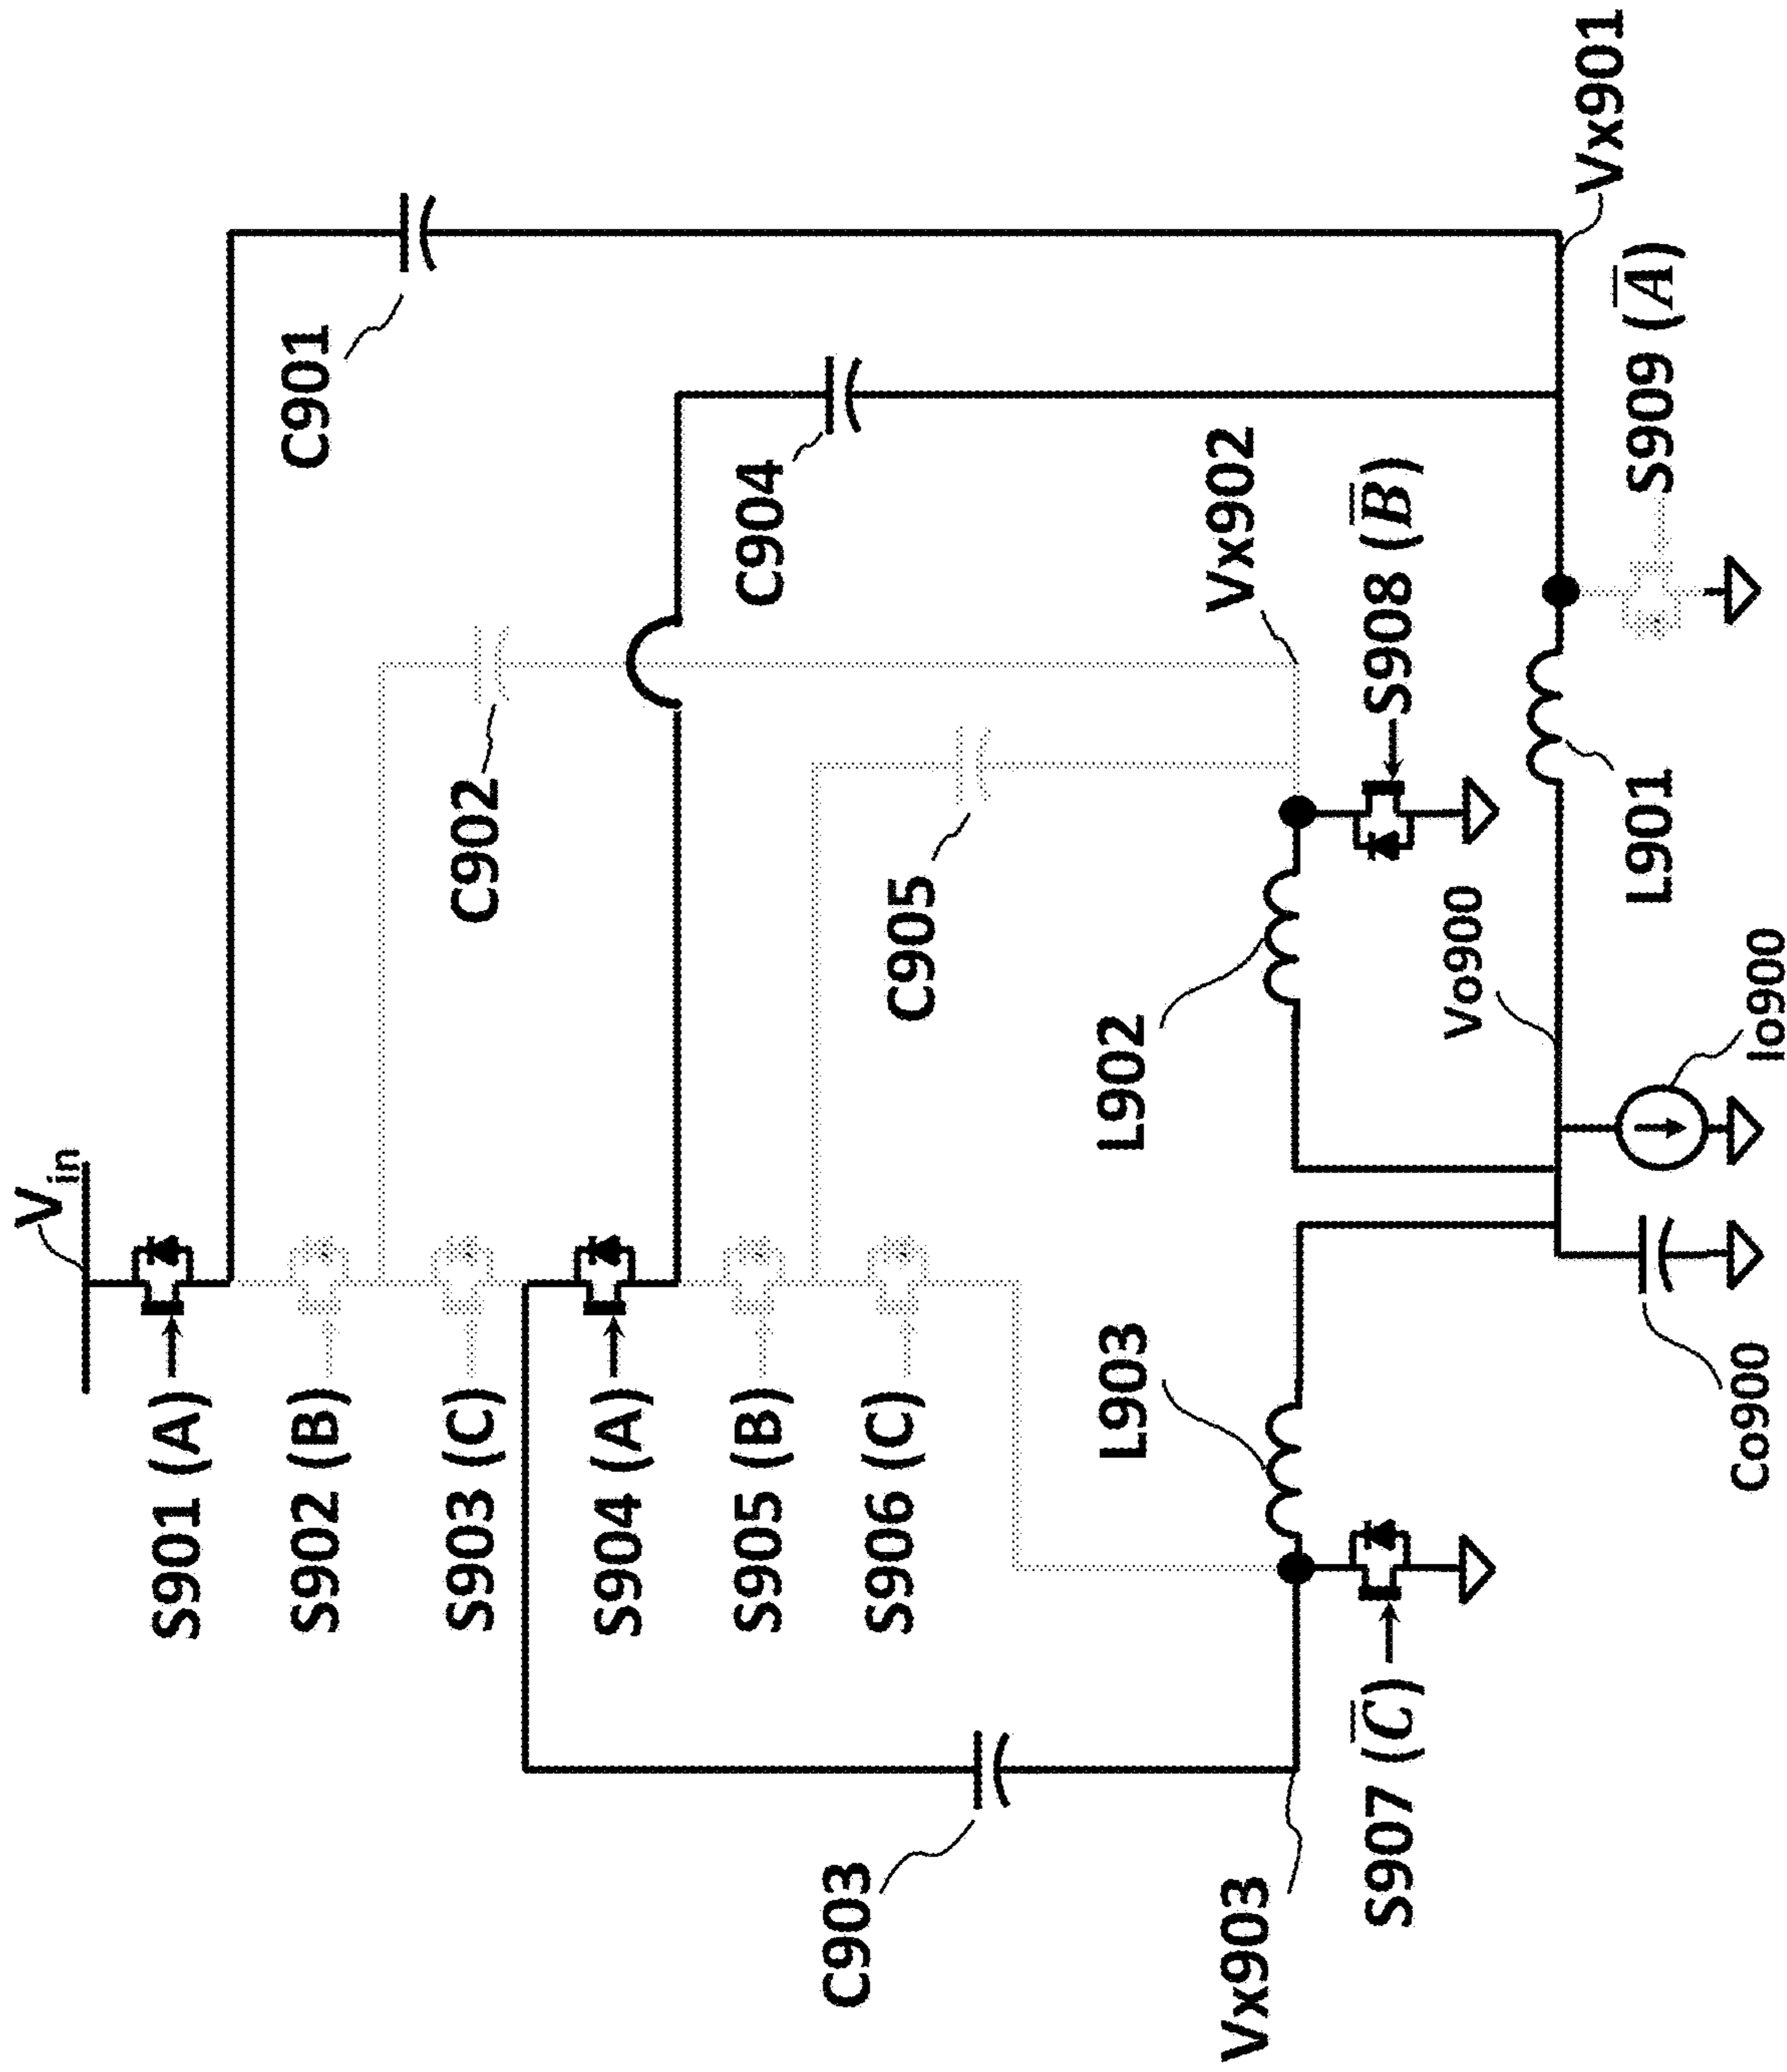 V_in
S901 (A)
S902 (B)
S903 (C)
S904 (A)
S905 (B)
S906 (C)
C901
C904
C902
C905
C903
Vx902
Vx901
Vx903
L903
L902
L901
S907 (C̅)
S908 (B̅)
S909 (A̅)
Vo900
Co900
Io900